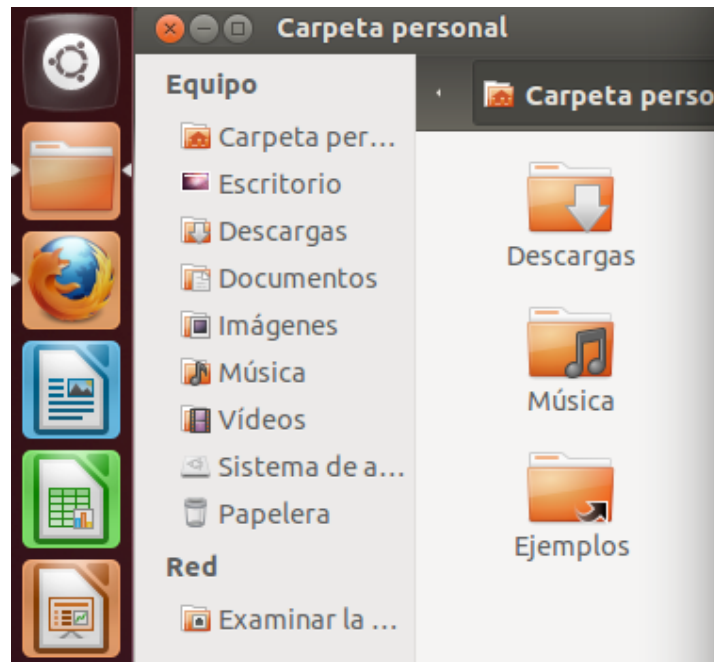 Carpeta personal
Equipo
Carpeta per...
Escritorio
Descargas
Documentos
Imágenes
Música
Vídeos
Sistema de a...
Papelera
Red
Examinar la ...
Carpeta perso
Descargas
Música
Ejemplos